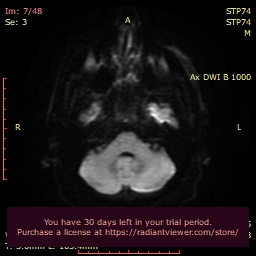 Im: 7/48
Se: 3
A
STP74
STP74
M
Ax DWI B 1000
R
L
You have 30 days left in your trial period.
Purchase a license at https://radiantviewer.com/store/